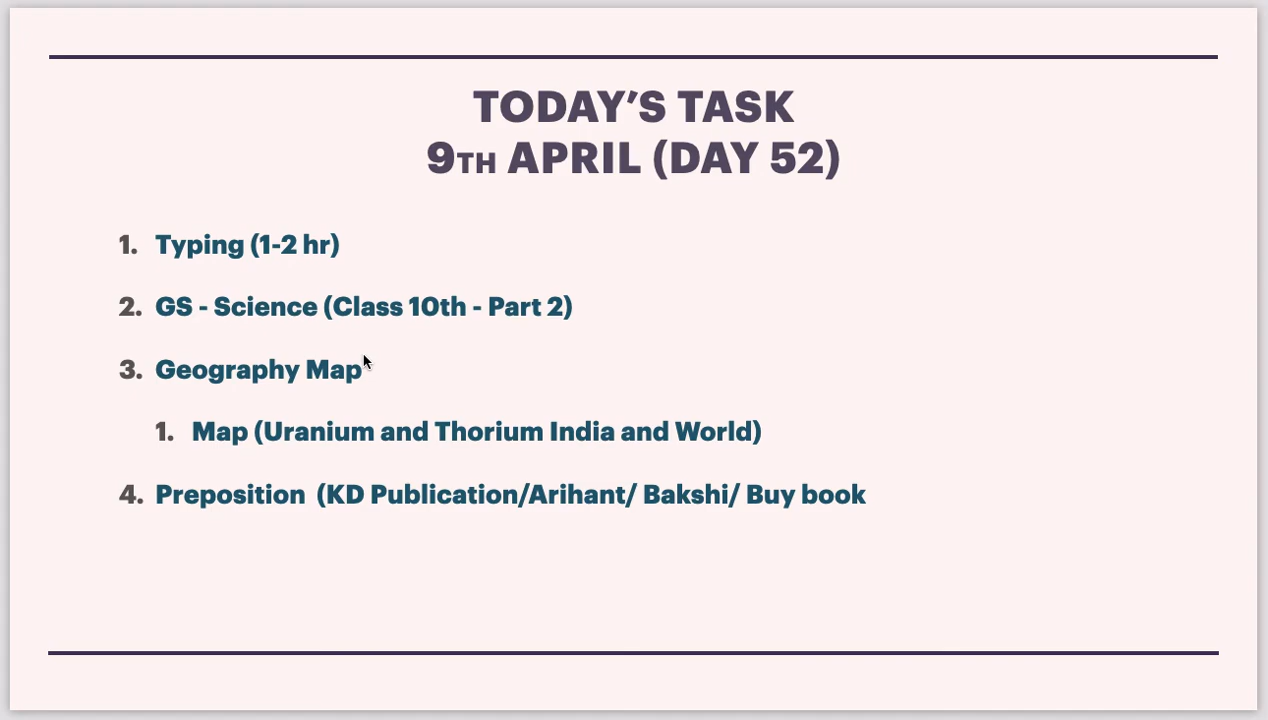 TODAY’S TASK
9TH APRIL (DAY 52)
1. Typing (1-2 hr)
2. GS - Science (Class 10th - Part 2)
3. Geography Map
1. Map (Uranium and Thorium India and World)
4. Preposition (KD Publication/Arihant/ Bakshi/ Buy book